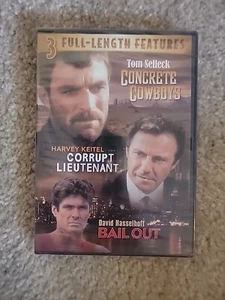 3 FULL-LENGTH FEATURES
Tom Selleck
CONCRETE
COWBOYS
HARVEY KEITEL
CORRUPT
LIEUTENANT
David Hasselhoff
BAIL OUT